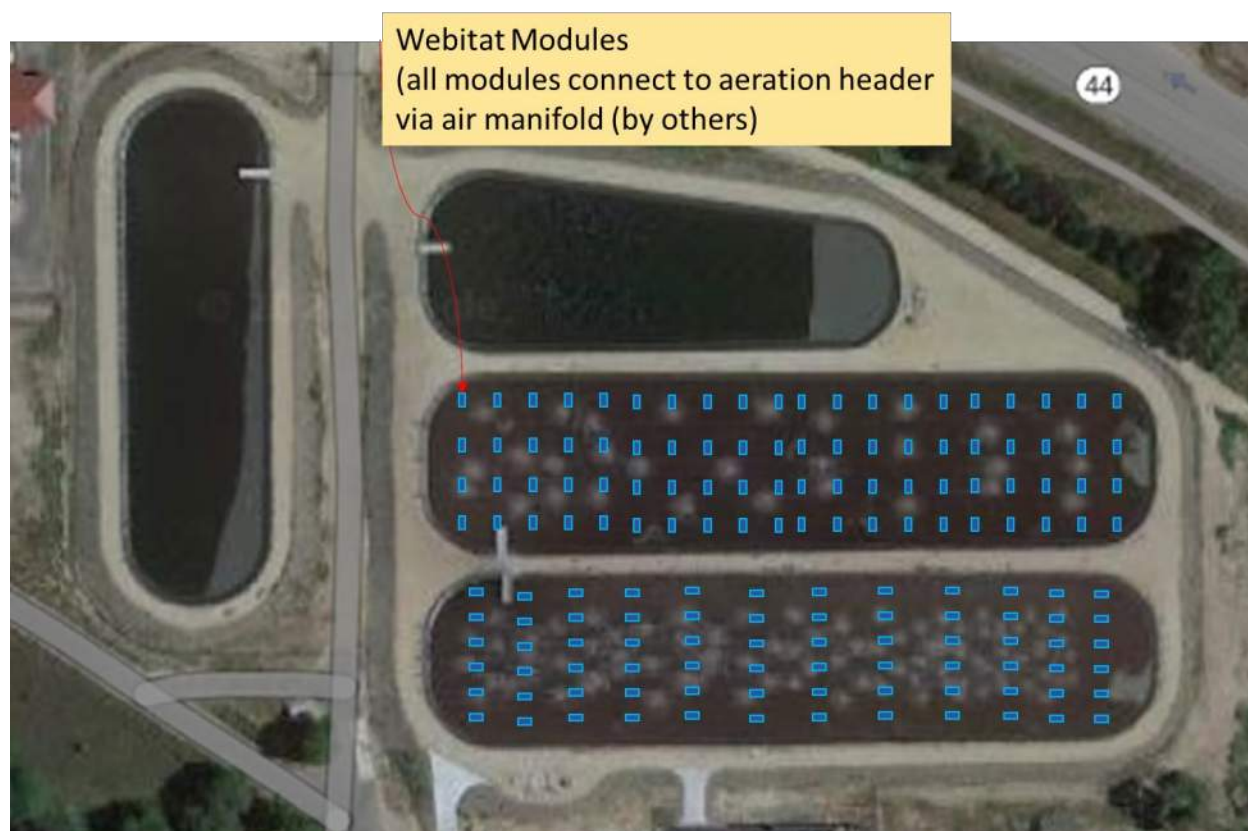 Webitat Modules
(all modules connect to aeration header
via air manifold (by others)
44